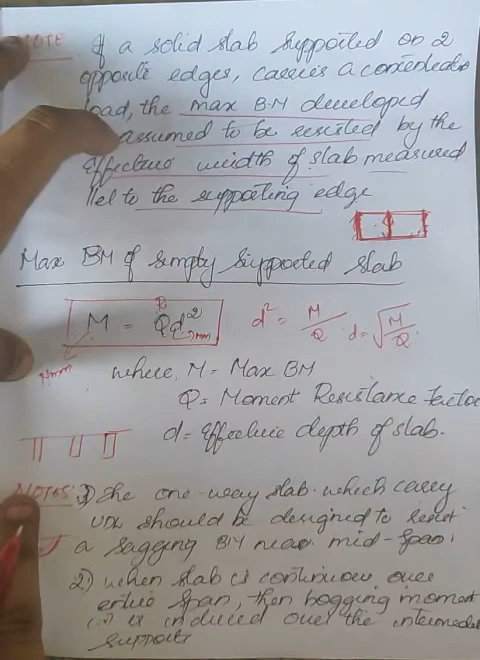 NOTE If a solid slab supported on 2
opposite edges, carries a concentrated
load, the max B.M developed
assumed to be resisted by the
effective width of slab measured
llel to the supporting edge
Max BM of simply supported slab
M = Qd² d² = M/Q d = √M/Q
Nmm mm
where, M = Max BM
Q = Moment Resistance factor
d = Effective depth of slab.
NOTES: 1) The one-way slab which carry
UDL should be designed to resist
a sagging BM near mid-span.
2) when slab is continuous over
entire span, then hogging moment
(-) is induced over the intermediate
supports